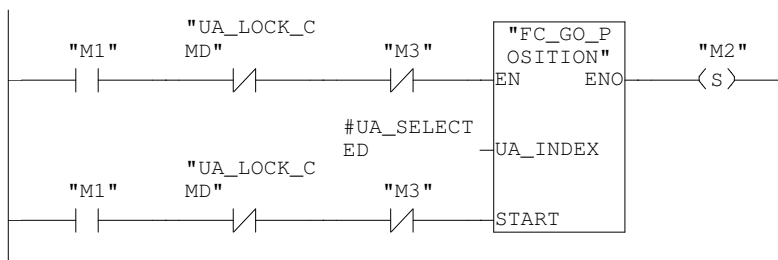 "M1"
"UA_LOCK_C
MD"
"M3"
"FC_GO_P
OSITION"
"M2"
EN
ENO
S
#UA_SELECT
ED
UA_INDEX
"M1"
"UA_LOCK_C
MD"
"M3"
START